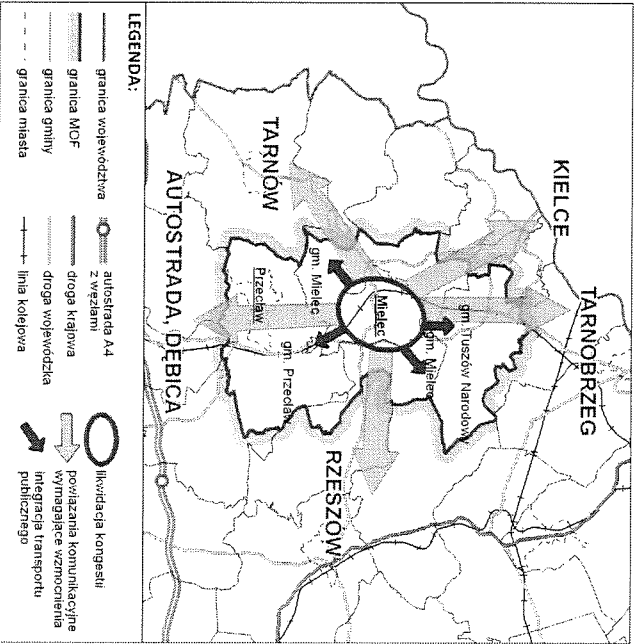 KIELCE
TARNOBRZEG
TARNÓW
gm. Tuszów Narodowy
gm. Mielec
Mielec
gm. Mielec
Przecław
gm. Przecław
RZESZÓW
AUTOSTRADA, DĘBICA
LEGENDA:
granica województwa
granica MOF
granica gminy
granica miasta
autostrada A4
z węzłami
droga krajowa
droga wojewódzka
linia kolejowa
likwidacja kongestii
powiązania komunikacyjne
wymagające wzmocnienia
integracja transportu
publicznego